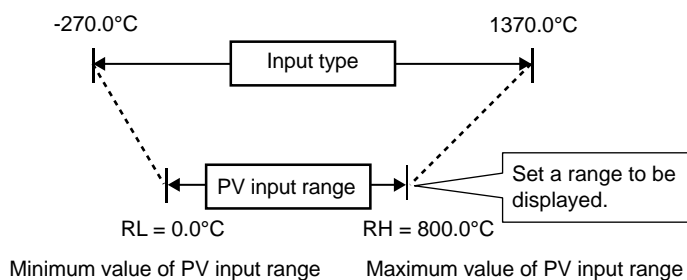 -270.0°C
1370.0°C
Input type
PV input range
Set a range to be
displayed.
RL = 0.0°C
RH = 800.0°C
Minimum value of PV input range
Maximum value of PV input range